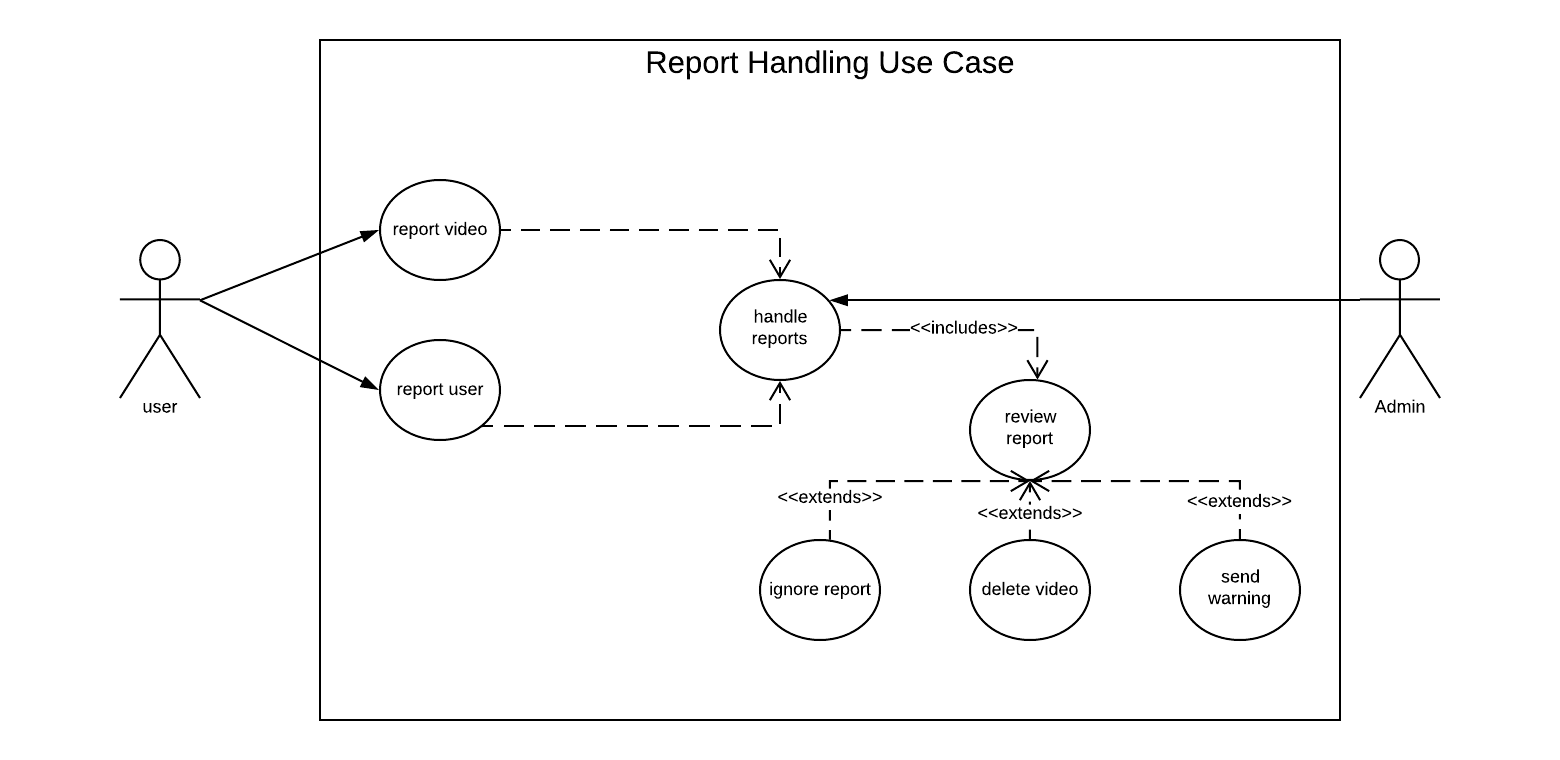 Report Handling Use Case
report video
handle
reports
<<includes>>
report user
user
Admin
review
report
<<extends>>
<<extends>>
<<extends>>
ignore report
delete video
send
warning